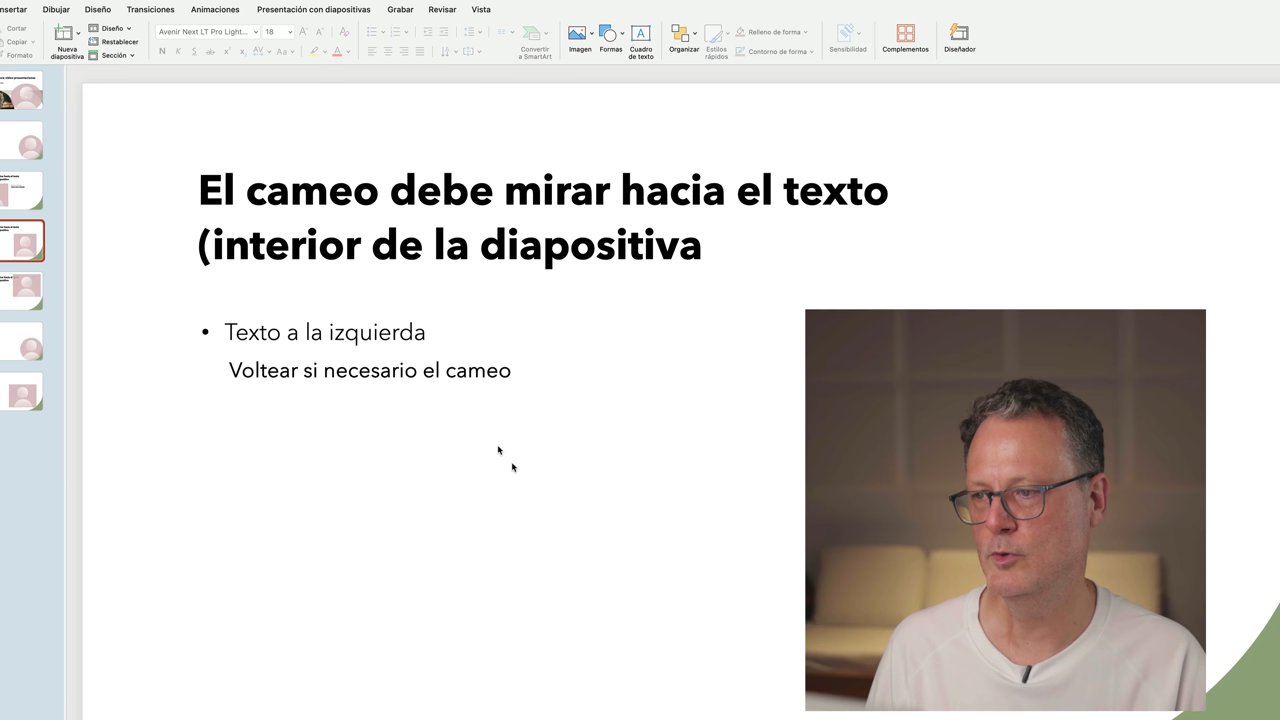 nsertar Dibujar Diseño Transiciones Animaciones Presentación con diapositivas Grabar Revisar Vista
Cortar
Copiar
Formato
Nueva
diapositiva
Diseño
Restablecer
Sección
Avenir Next LT Pro Light... 18
N K S ab
Convertir
a SmartArt
Imagen
Formas
Cuadro
de texto
Organizar
Estilos
rápidos
Relleno de forma
Contorno de forma
Sensibilidad
Complementos
Diseñador
El cameo debe mirar hacia el texto
(interior de la diapositiva
• Texto a la izquierda
Voltear si necesario el cameo